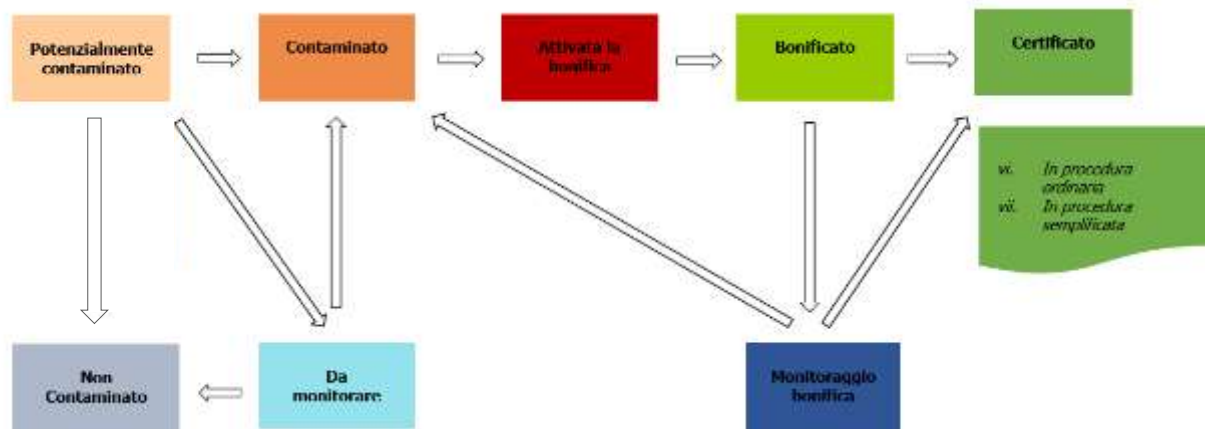 Potenzialmente
contaminato
Contaminato
Attivata la
bonifica
Bonificato
Certificato
vi. In procedura
ordinaria
vii. In procedura
semplificata
Non
Contaminato
Da
monitorare
Monitoraggio
bonifica